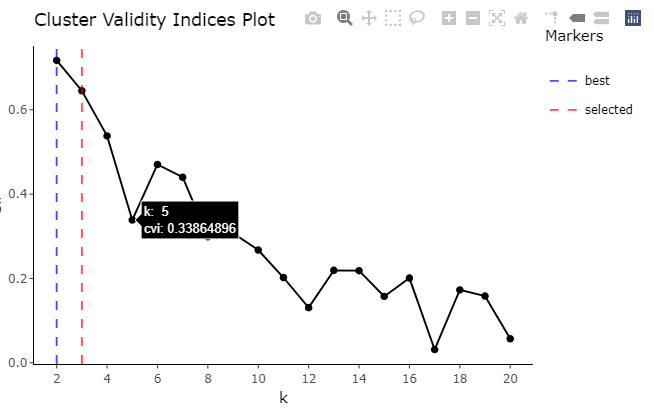 Cluster Validity Indices Plot
Markers
best
selected
0.6
0.4
0.2
0.0
k: 5
cvi: 0.33864896
2 4 6 8 10 12 14 16 18 20
k